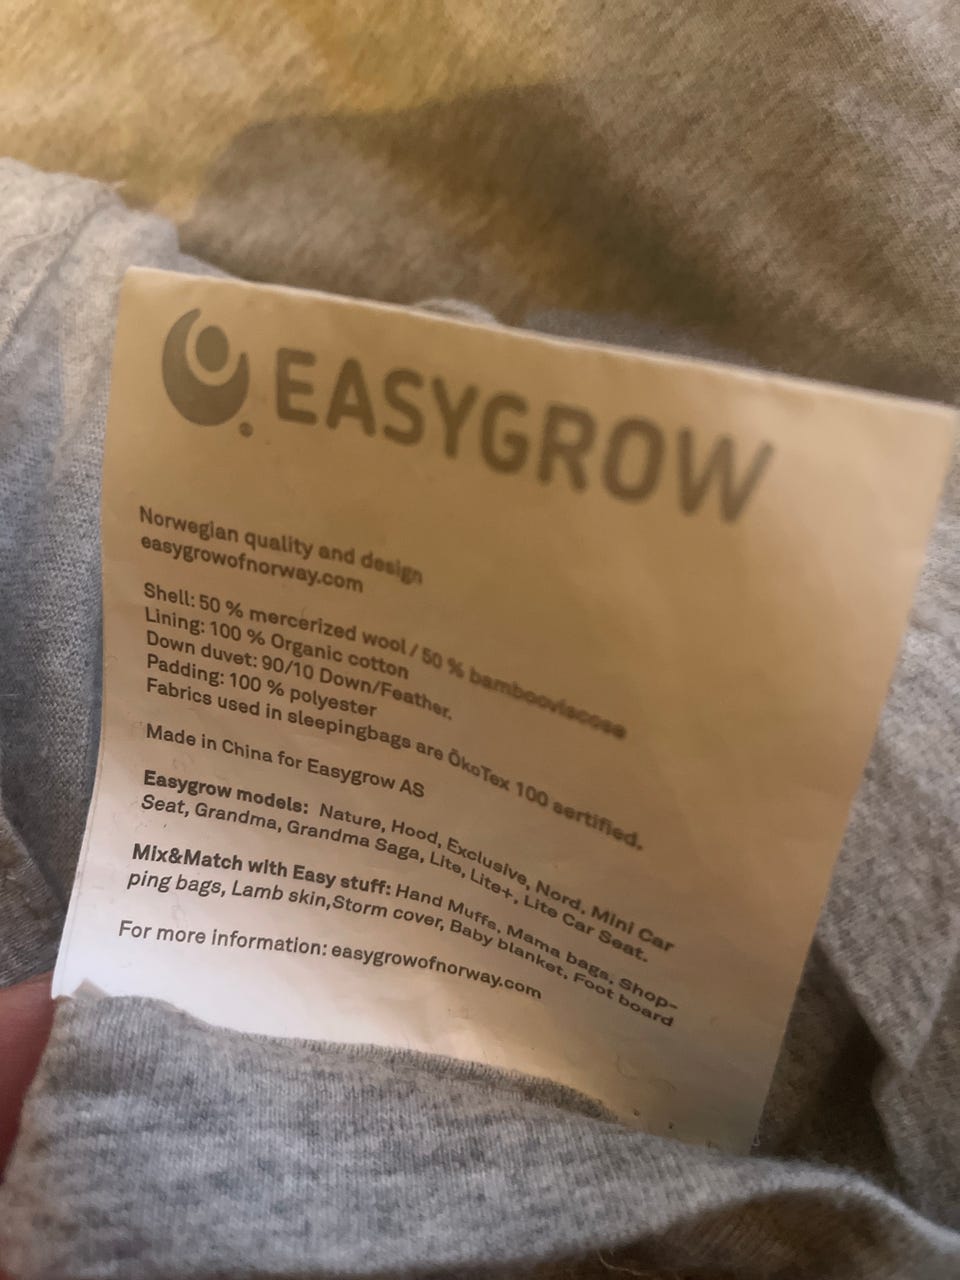 EASYGROW
Norwegian quality and design
easygrowofnorway.com
Shell: 50 % mercerized wool / 50 % bambooviscose
Lining: 100 % Organic cotton
Down duvet: 90/10 Down/Feather.
Padding: 100 % polyester
Fabrics used in sleepingbags are ÖkoTex 100 sertified.
Made in China for Easygrow AS
Easygrow models: Nature, Hood, Exclusive, Nord, Mini Car
Seat, Grandma, Grandma Saga, Lite, Lite+, Lite Car Seat.
Mix&Match with Easy stuff: Hand Muffs, Mama bags, Shop-
ping bags, Lamb skin,Storm cover, Baby blanket, Foot board
For more information: easygrowofnorway.com